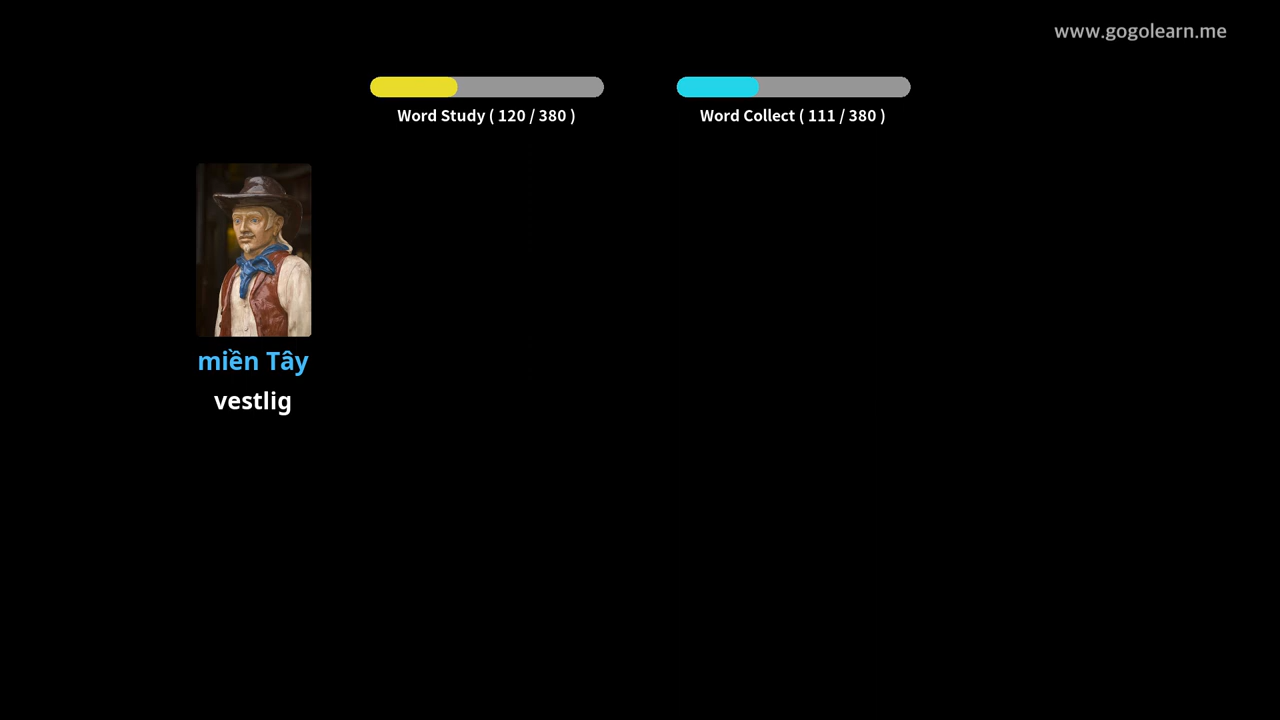 www.gogolearn.me
Word Study ( 120 / 380 )
Word Collect ( 111 / 380 )
miền Tây
vestlig